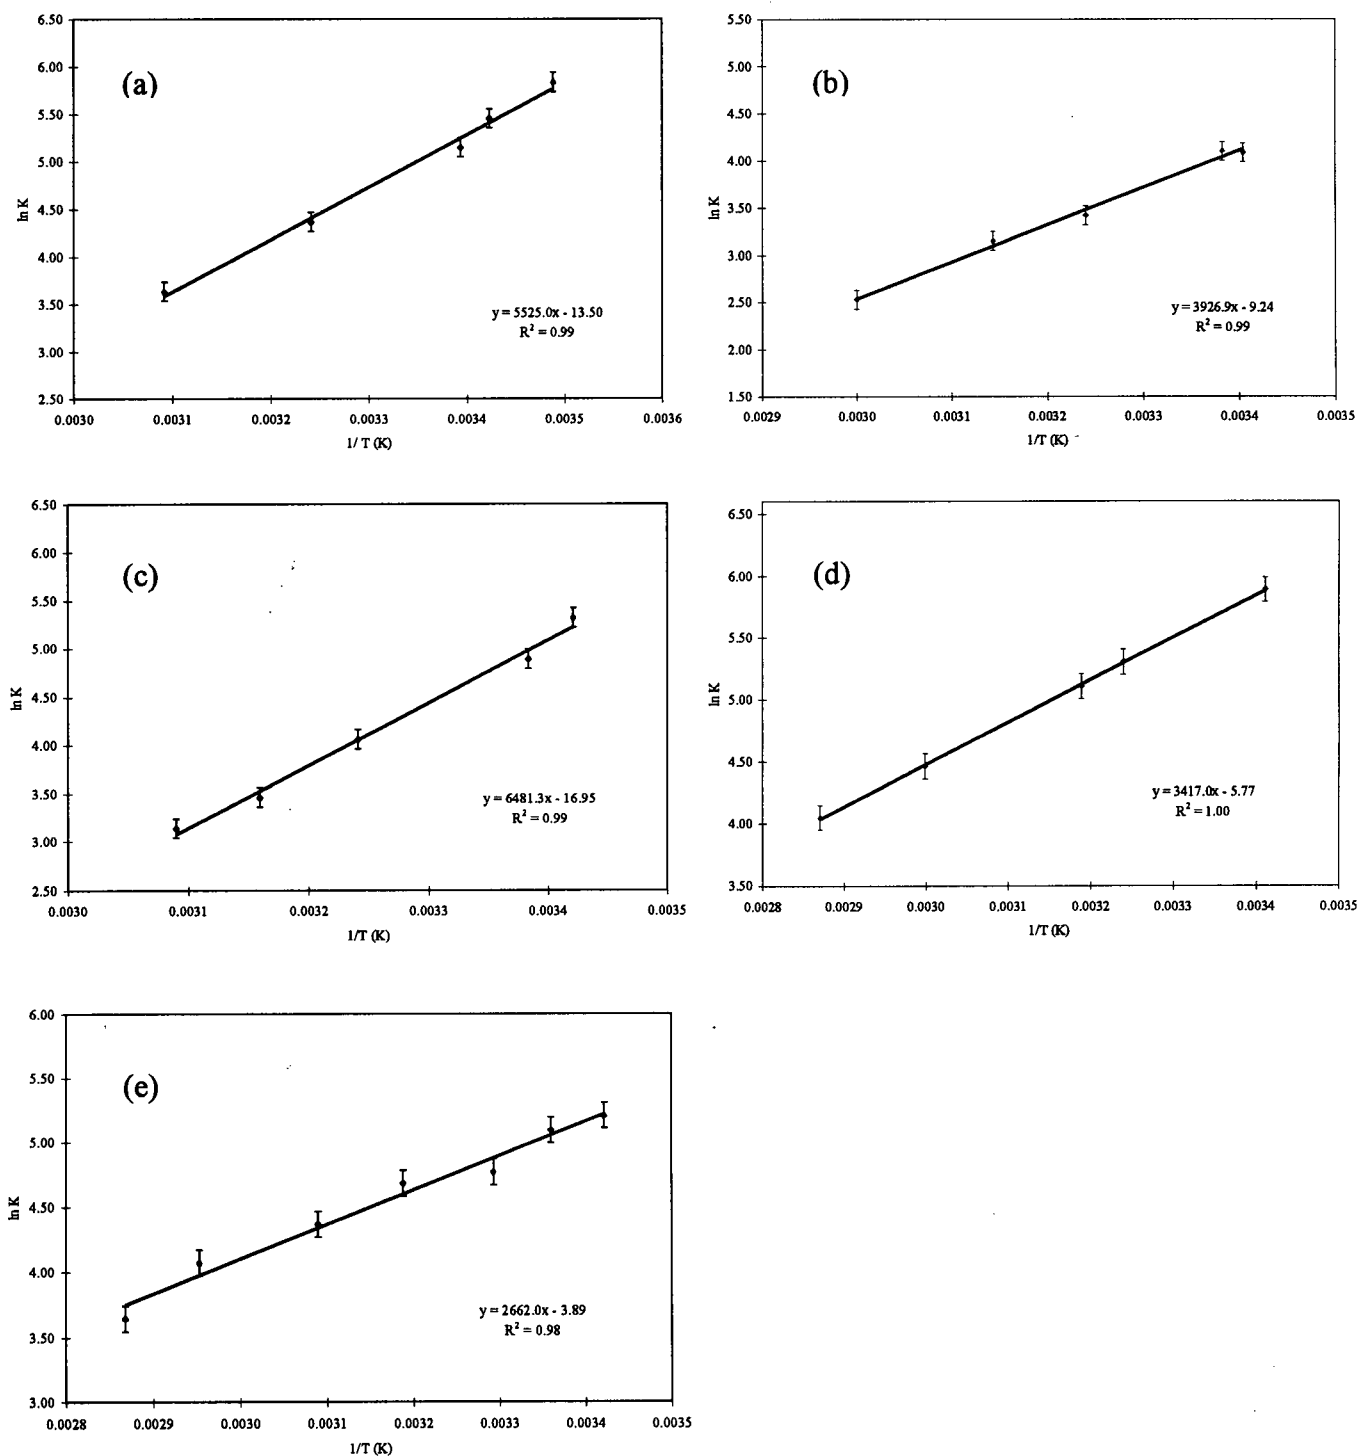 (a)
6.50
6.00
5.50
5.00
4.50
4.00
3.50
3.00
2.50
ln K
y = 5525.0x - 13.50
R² = 0.99
0.0030 0.0031 0.0032 0.0033 0.0034 0.0035 0.0036
1/ T (K)
(b)
5.50
5.00
4.50
4.00
3.50
3.00
2.50
2.00
1.50
ln K
y = 3926.9x - 9.24
R² = 0.99
0.0029 0.0030 0.0031 0.0032 0.0033 0.0034 0.0035
1/T (K)
(c)
6.50
6.00
5.50
5.00
4.50
4.00
3.50
3.00
2.50
ln K
y = 6481.3x - 16.95
R² = 0.99
0.0030 0.0031 0.0032 0.0033 0.0034 0.0035
1/T (K)
(d)
6.50
6.00
5.50
5.00
4.50
4.00
3.50
ln K
y = 3417.0x - 5.77
R² = 1.00
0.0028 0.0029 0.0030 0.0031 0.0032 0.0033 0.0034 0.0035
1/T (K)
(e)
6.00
5.50
5.00
4.50
4.00
3.50
3.00
ln K
y = 2662.0x - 3.89
R² = 0.98
0.0028 0.0029 0.0030 0.0031 0.0032 0.0033 0.0034 0.0035
1/T (K)